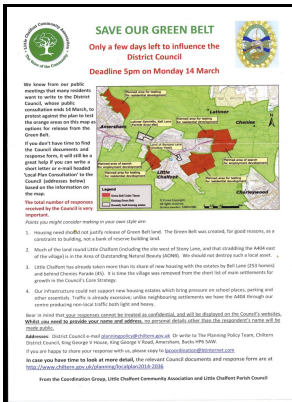 SAVE OUR GREEN BELT
Only a few days left to influence the
District Council
Deadline 5pm on Monday 14 March
We know from our public
meetings that many residents
want to write to the District
Council, whose public
consultation ends 14 March, to
protest against the plan to test
the orange areas on this map as
options for release from the
Green Belt.
If you don't have time to find
the Council documents and
response form, it will still be a
great help if you can write a
short letter or e-mail headed
'Local Plan Consultation' to the
Council (addresses below)
based on the information on
the map.
The total number of responses
received by the Council is very
important.
Amersham
Latimer
Chenies
Little
Chalfont
Chorleywood
Legend
Points you might consider making in your own style are:
1. Housing need should not justify release of Green Belt land. The Green Belt was created, for good reasons, as a
constraint to building, not a bank of reserve building land.
2. Much of the land round Little Chalfont (including the site west of Stony Lane, and that straddling the A404 east
of the village) is in the Area of Outstanding Natural Beauty (AONB). We should not destroy such a local asset.
3. Little Chalfont has already taken more than its share of new housing with the estates by Bell Lane (253 homes)
and behind Chenies Parade (45). It is time the village was removed from the short list of main settlements for
growth in the Council's Core Strategy.
4. Our infrastructure could not support new housing estates which bring pressure on school places, parking and
other essentials. Traffic is already excessive; unlike neighbouring settlements we have the A404 through our
centre producing non-local traffic both light and heavy.
Bear in mind that your responses cannot be treated as confidential, and will be displayed on the Council's websites.
Whilst you need to provide your name and address, no personal details other than the respondent's name will be
made public.
Addresses: District Council e-mail planningpolicy@chiltern.gov.uk Or write to The Planning Policy Team, Chiltern
District Council, King George V House, King George V Road, Amersham, Bucks HP6 5AW.
If you are happy to share your response with us, please copy to lpcoordination@btinternet.com
In case you have time to look at more detail, the relevant Council documents and response form are at
http://www.chiltern.gov.uk/planning/localplan2014-2036
From the Coordination Group, Little Chalfont Community Association and Little Chalfont Parish Council